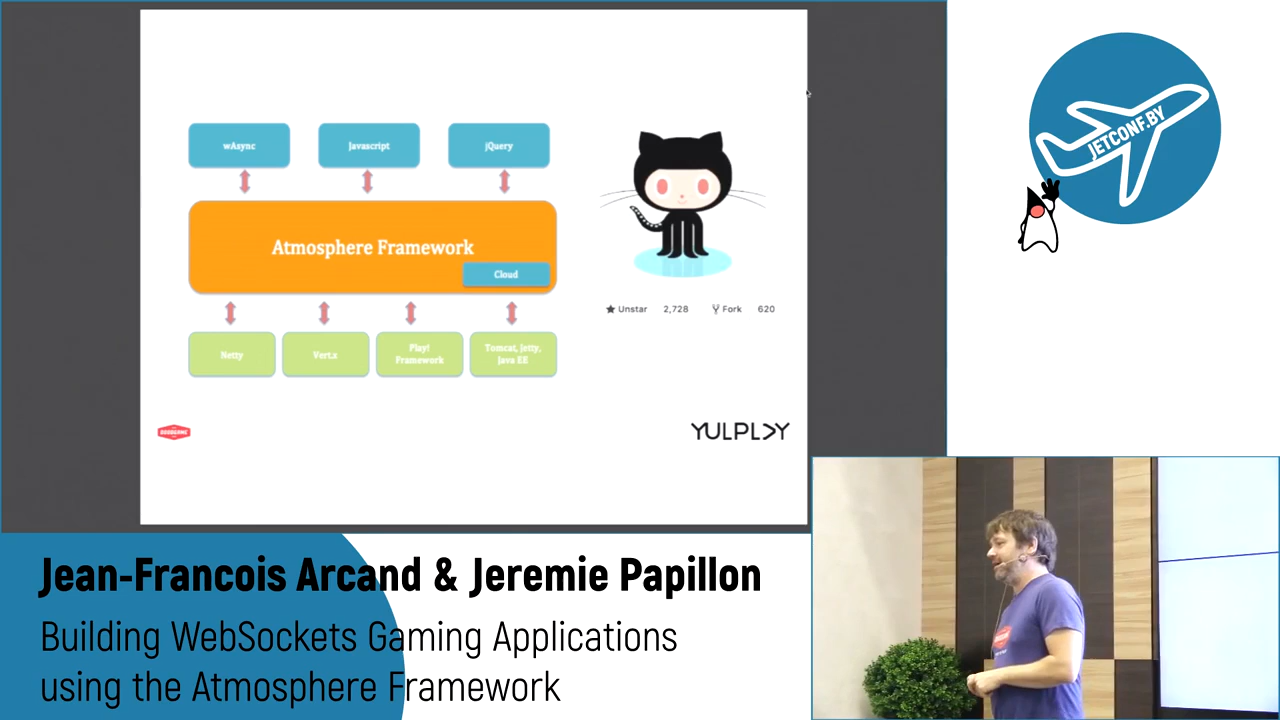 wAsync
Javascript
jQuery
Atmosphere Framework
Cloud
Netty
Vert.x
Play!
Framework
Tomcat, Jetty,
Java EE
Unstar 2,728 Fork 620
YULPLAY
JETCONF.BY
Jean-Francois Arcand & Jeremie Papillon
Building WebSockets Gaming Applications
using the Atmosphere Framework